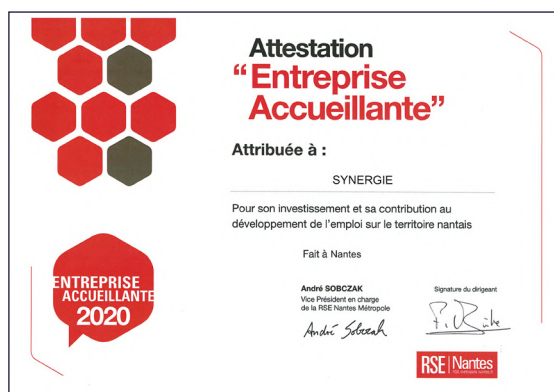 Attestation
“Entreprise
Accueillante”
Attribuée à :
SYNERGIE
Pour son investissement et sa contribution au
développement de l'emploi sur le territoire nantais
Fait à Nantes
André SOBCZAK
Vice Président en charge
de la RSE Nantes Métropole
Signature du dirigeant
André Sobczak
ENTREPRISE
ACCUEILLANTE
2020
RSE Nantes